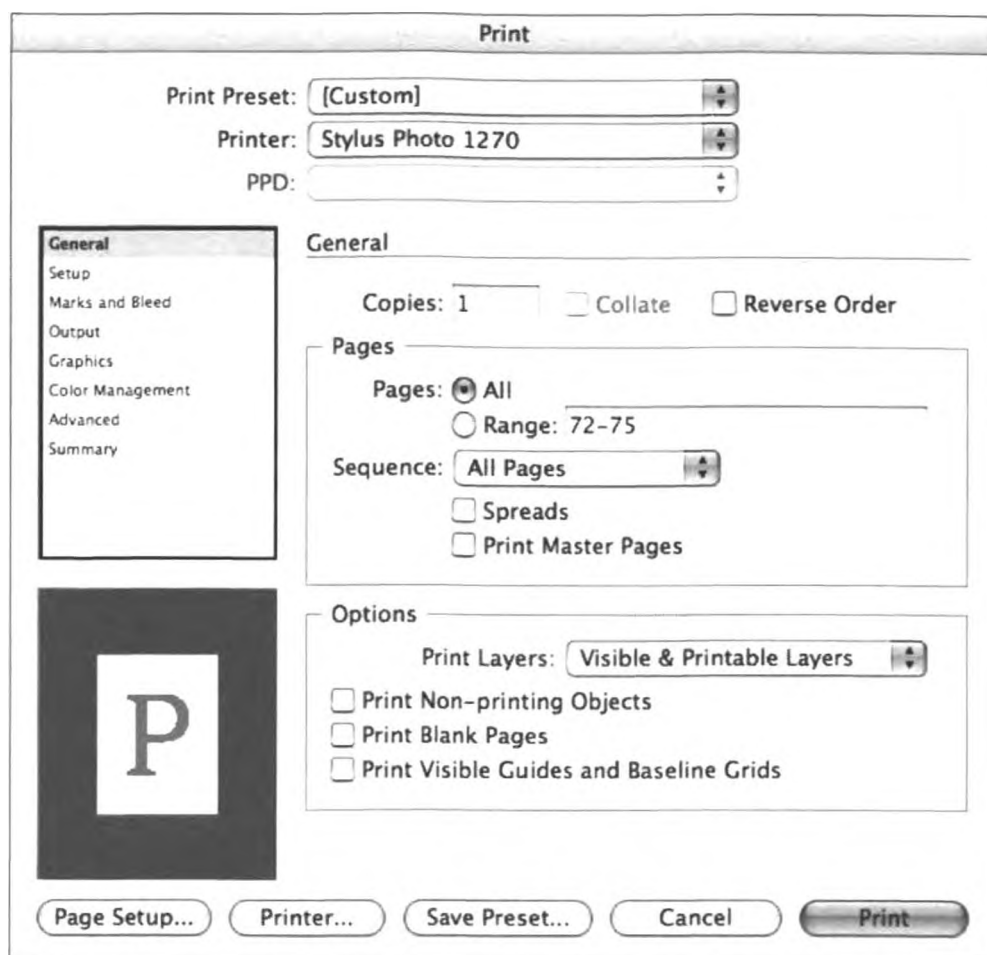 Print
Print Preset: [Custom]
Printer: Stylus Photo 1270
PPD:
General
Setup
Marks and Bleed
Output
Graphics
Color Management
Advanced
Summary
General
Copies: 1 Collate Reverse Order
Pages
Pages: All
Range: 72-75
Sequence: All Pages
Spreads
Print Master Pages
Options
Print Layers: Visible & Printable Layers
Print Non-printing Objects
Print Blank Pages
Print Visible Guides and Baseline Grids
P
Page Setup... Printer... Save Preset... Cancel Print